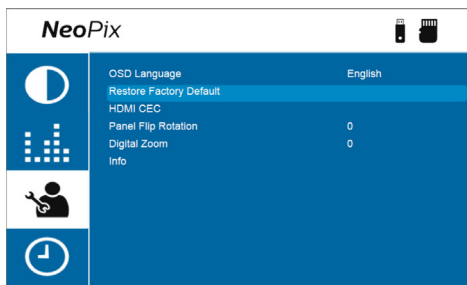 NeoPix
OSD Language English
Restore Factory Default
HDMI CEC
Panel Flip Rotation 0
Digital Zoom 0
Info